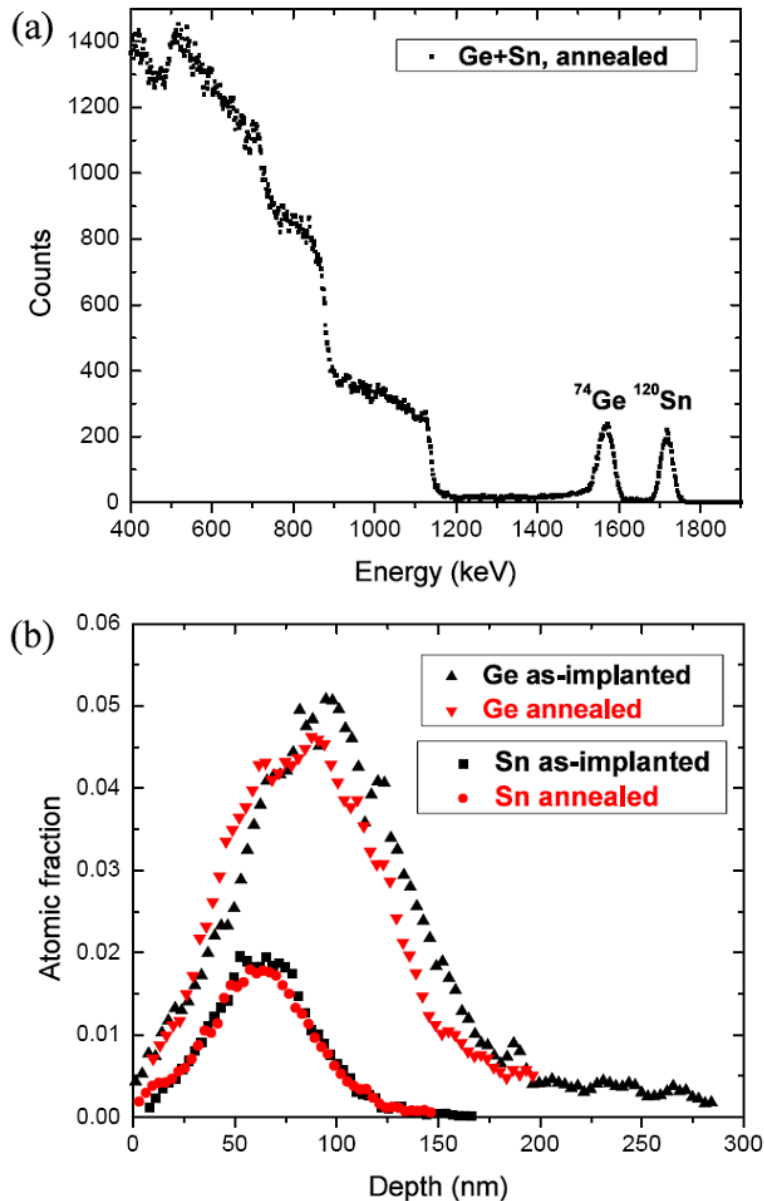 (a)
1400
1200
1000
800
600
400
200
0
Counts
Ge+Sn, annealed
⁷⁴Ge ¹²⁰Sn
400 600 800 1000 1200 1400 1600 1800
Energy (keV)
(b)
0.06
0.05
0.04
0.03
0.02
0.01
0.00
Atomic fraction
Ge as-implanted
Ge annealed
Sn as-implanted
Sn annealed
0 50 100 150 200 250 300
Depth (nm)